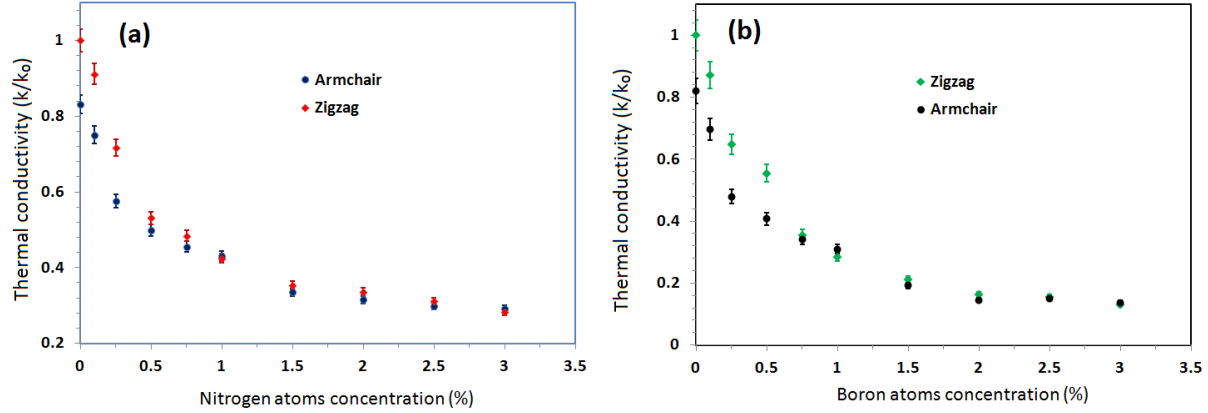 (a)
Thermal conductivity (k/k₀)
1
0.8
0.6
0.4
0.2
Armchair
Zigzag
0 0.5 1 1.5 2 2.5 3 3.5
Nitrogen atoms concentration (%)
(b)
Thermal conductivity (k/k₀)
1
0.8
0.6
0.4
0.2
0
Zigzag
Armchair
0 0.5 1 1.5 2 2.5 3 3.5
Boron atoms concentration (%)